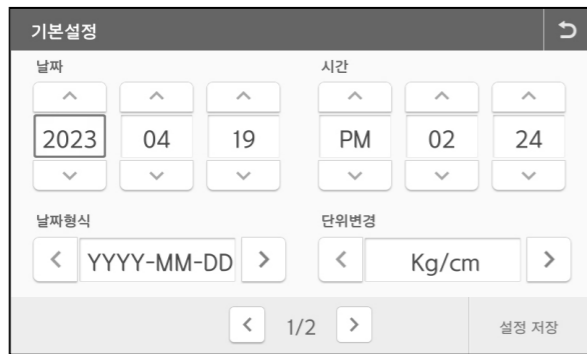 기본설정
날짜 시간
2023 04 19 PM 02 24
날짜형식 단위변경
YYYY-MM-DD Kg/cm
1/2 설정 저장